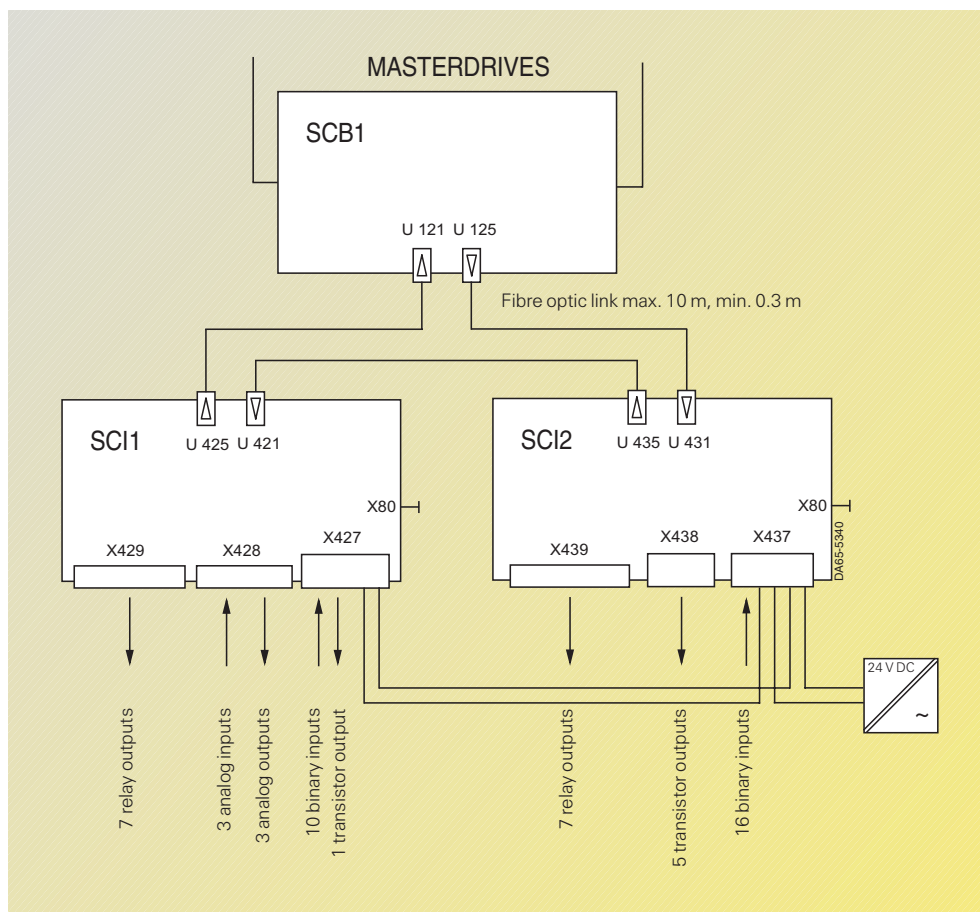 MASTERDRIVES
SCB1
U 121
U 125
Fibre optic link max. 10 m, min. 0.3 m
SCI1
U 425
U 421
X80
X429
X428
X427
SCI2
U 435
U 431
X80
X439
X438
X437
DA65-5340
24 V DC
~
7 relay outputs
3 analog inputs
3 analog outputs
10 binary inputs
1 transistor output
7 relay outputs
5 transistor outputs
16 binary inputs